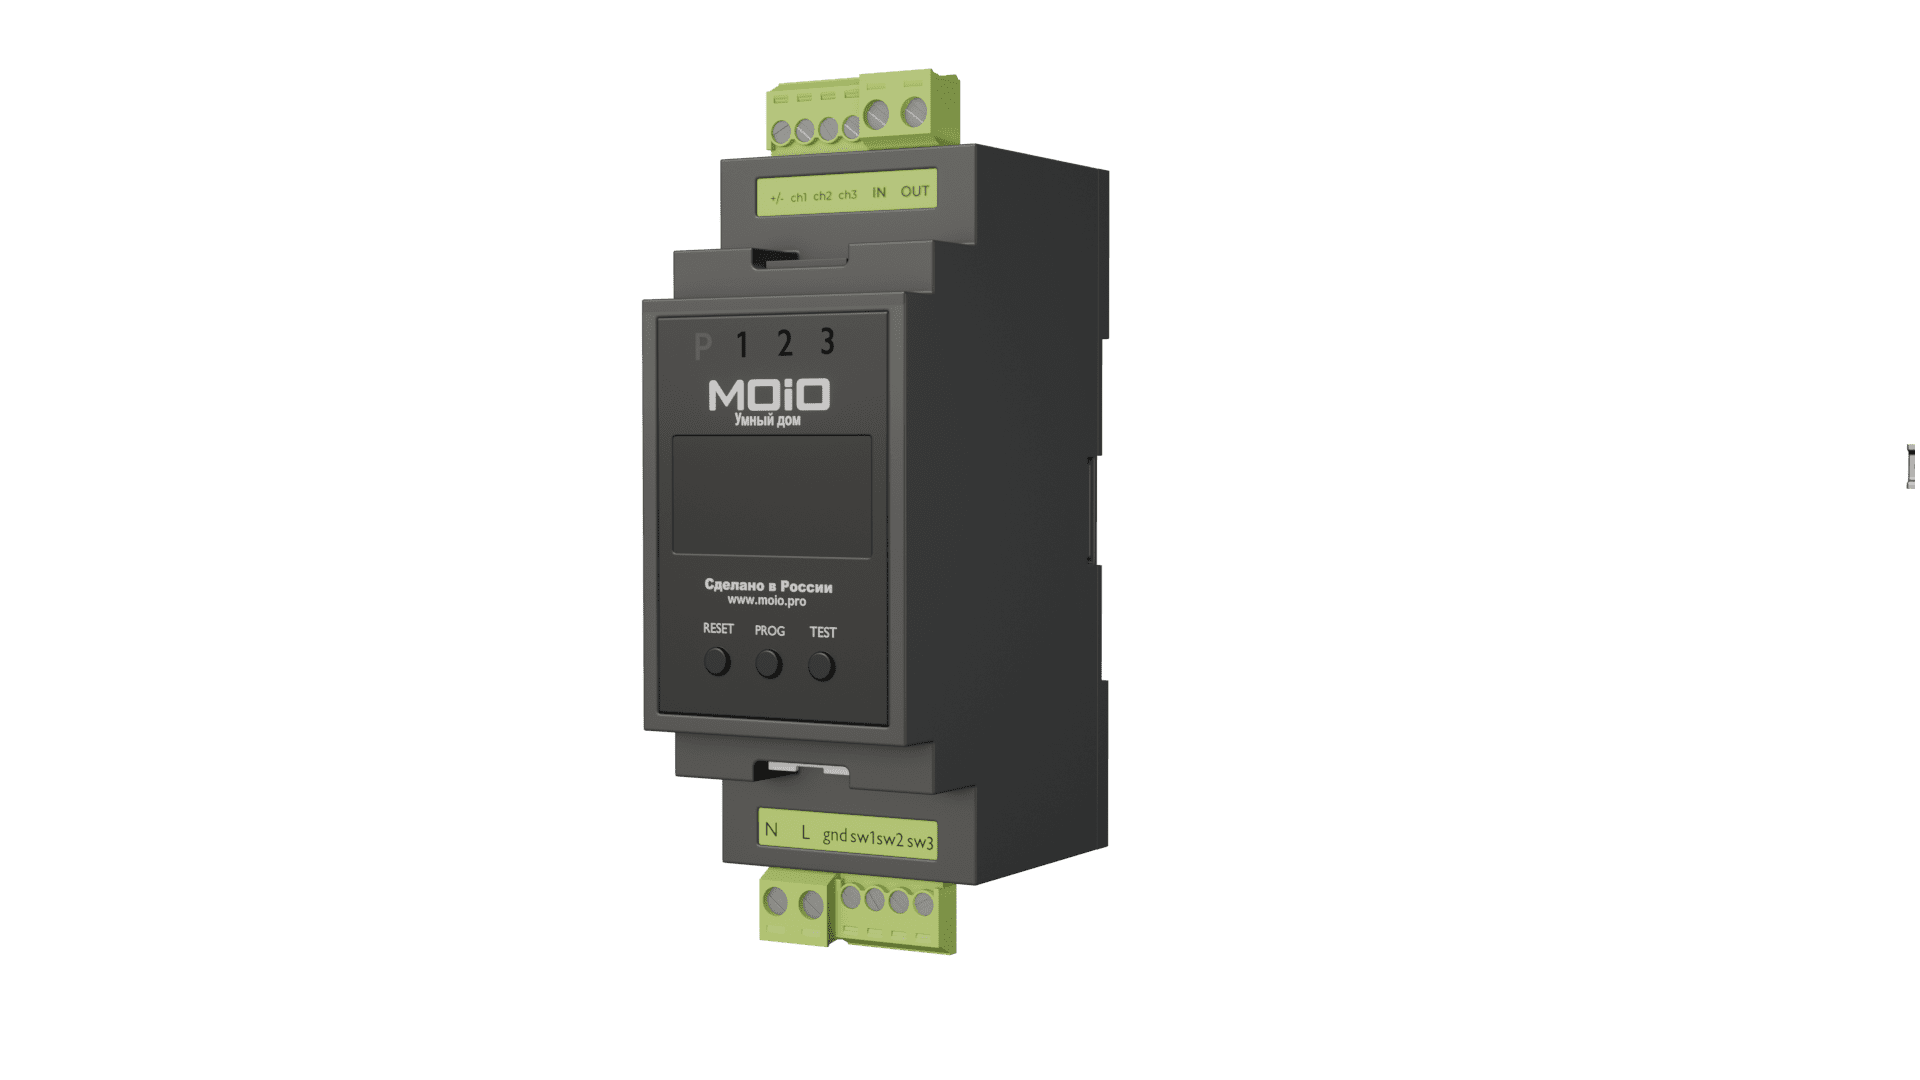 +/- ch1 ch2 ch3 IN OUT
P 1 2 3
MOiO
Умный дом
Сделано в России
www.moio.pro
RESET PROG TEST
N L gnd sw1 sw2 sw3